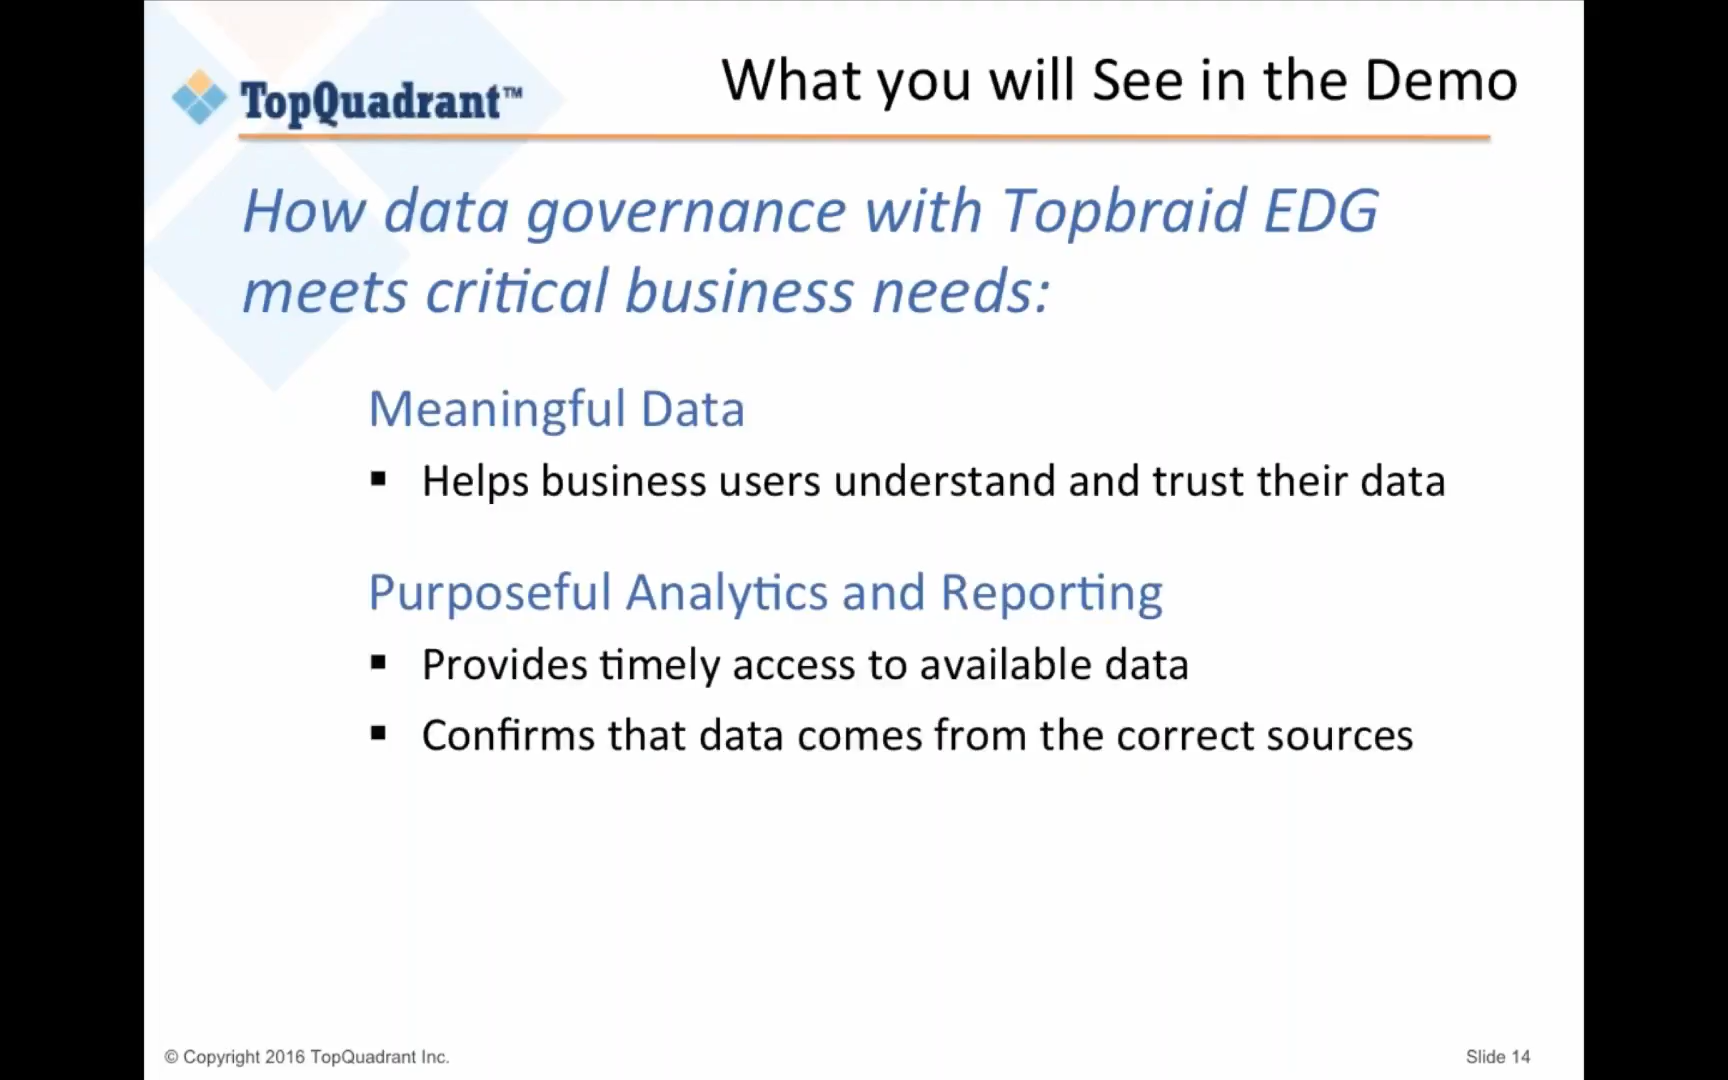 TopQuadrant™
What you will See in the Demo
How data governance with Topbraid EDG
meets critical business needs:
Meaningful Data
▪ Helps business users understand and trust their data
Purposeful Analytics and Reporting
▪ Provides timely access to available data
▪ Confirms that data comes from the correct sources
© Copyright 2016 TopQuadrant Inc.
Slide 14